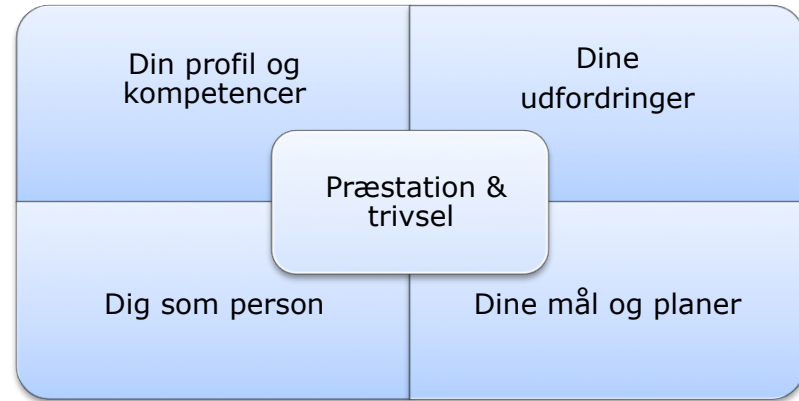 Din profil og
kompetencer
Dine
udfordringer
Præstation &
trivsel
Dig som person
Dine mål og planer